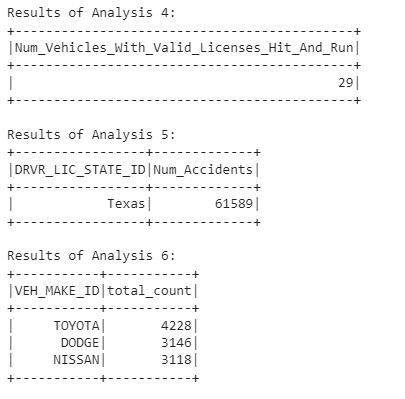 Results of Analysis 4:
+-------------------------------------------+
|Num_Vehicles_With_Valid_Licenses_Hit_And_Run|
+-------------------------------------------+
|                                         29|
+-------------------------------------------+
Results of Analysis 5:
+-----------------+-------------+
|DRVR_LIC_STATE_ID|Num_Accidents|
+-----------------+-------------+
|            Texas|        61589|
+-----------------+-------------+
Results of Analysis 6:
+-----------+-----------+
|VEH_MAKE_ID|total_count|
+-----------+-----------+
|     TOYOTA|       4228|
|      DODGE|       3146|
|     NISSAN|       3118|
+-----------+-----------+